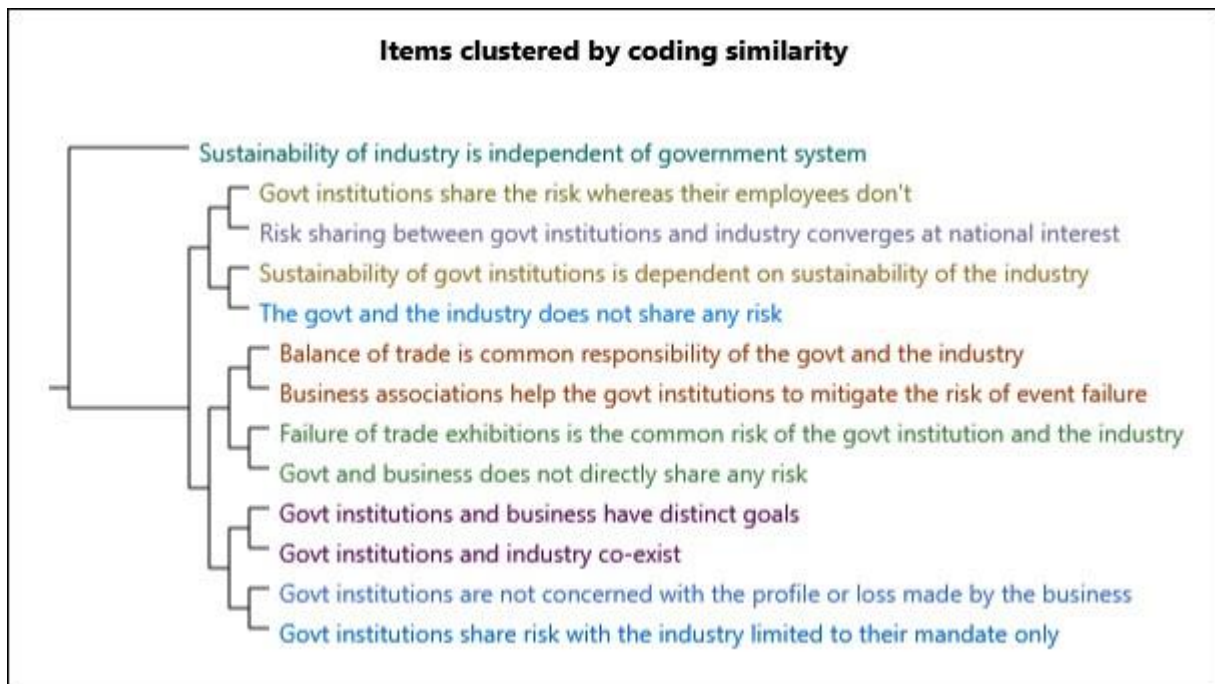 Items clustered by coding similarity
Sustainability of industry is independent of government system
Govt institutions share the risk whereas their employees don't
Risk sharing between govt institutions and industry converges at national interest
Sustainability of govt institutions is dependent on sustainability of the industry
The govt and the industry does not share any risk
Balance of trade is common responsibility of the govt and the industry
Business associations help the govt institutions to mitigate the risk of event failure
Failure of trade exhibitions is the common risk of the govt institution and the industry
Govt and business does not directly share any risk
Govt institutions and business have distinct goals
Govt institutions and industry co-exist
Govt institutions are not concerned with the profile or loss made by the business
Govt institutions share risk with the industry limited to their mandate only